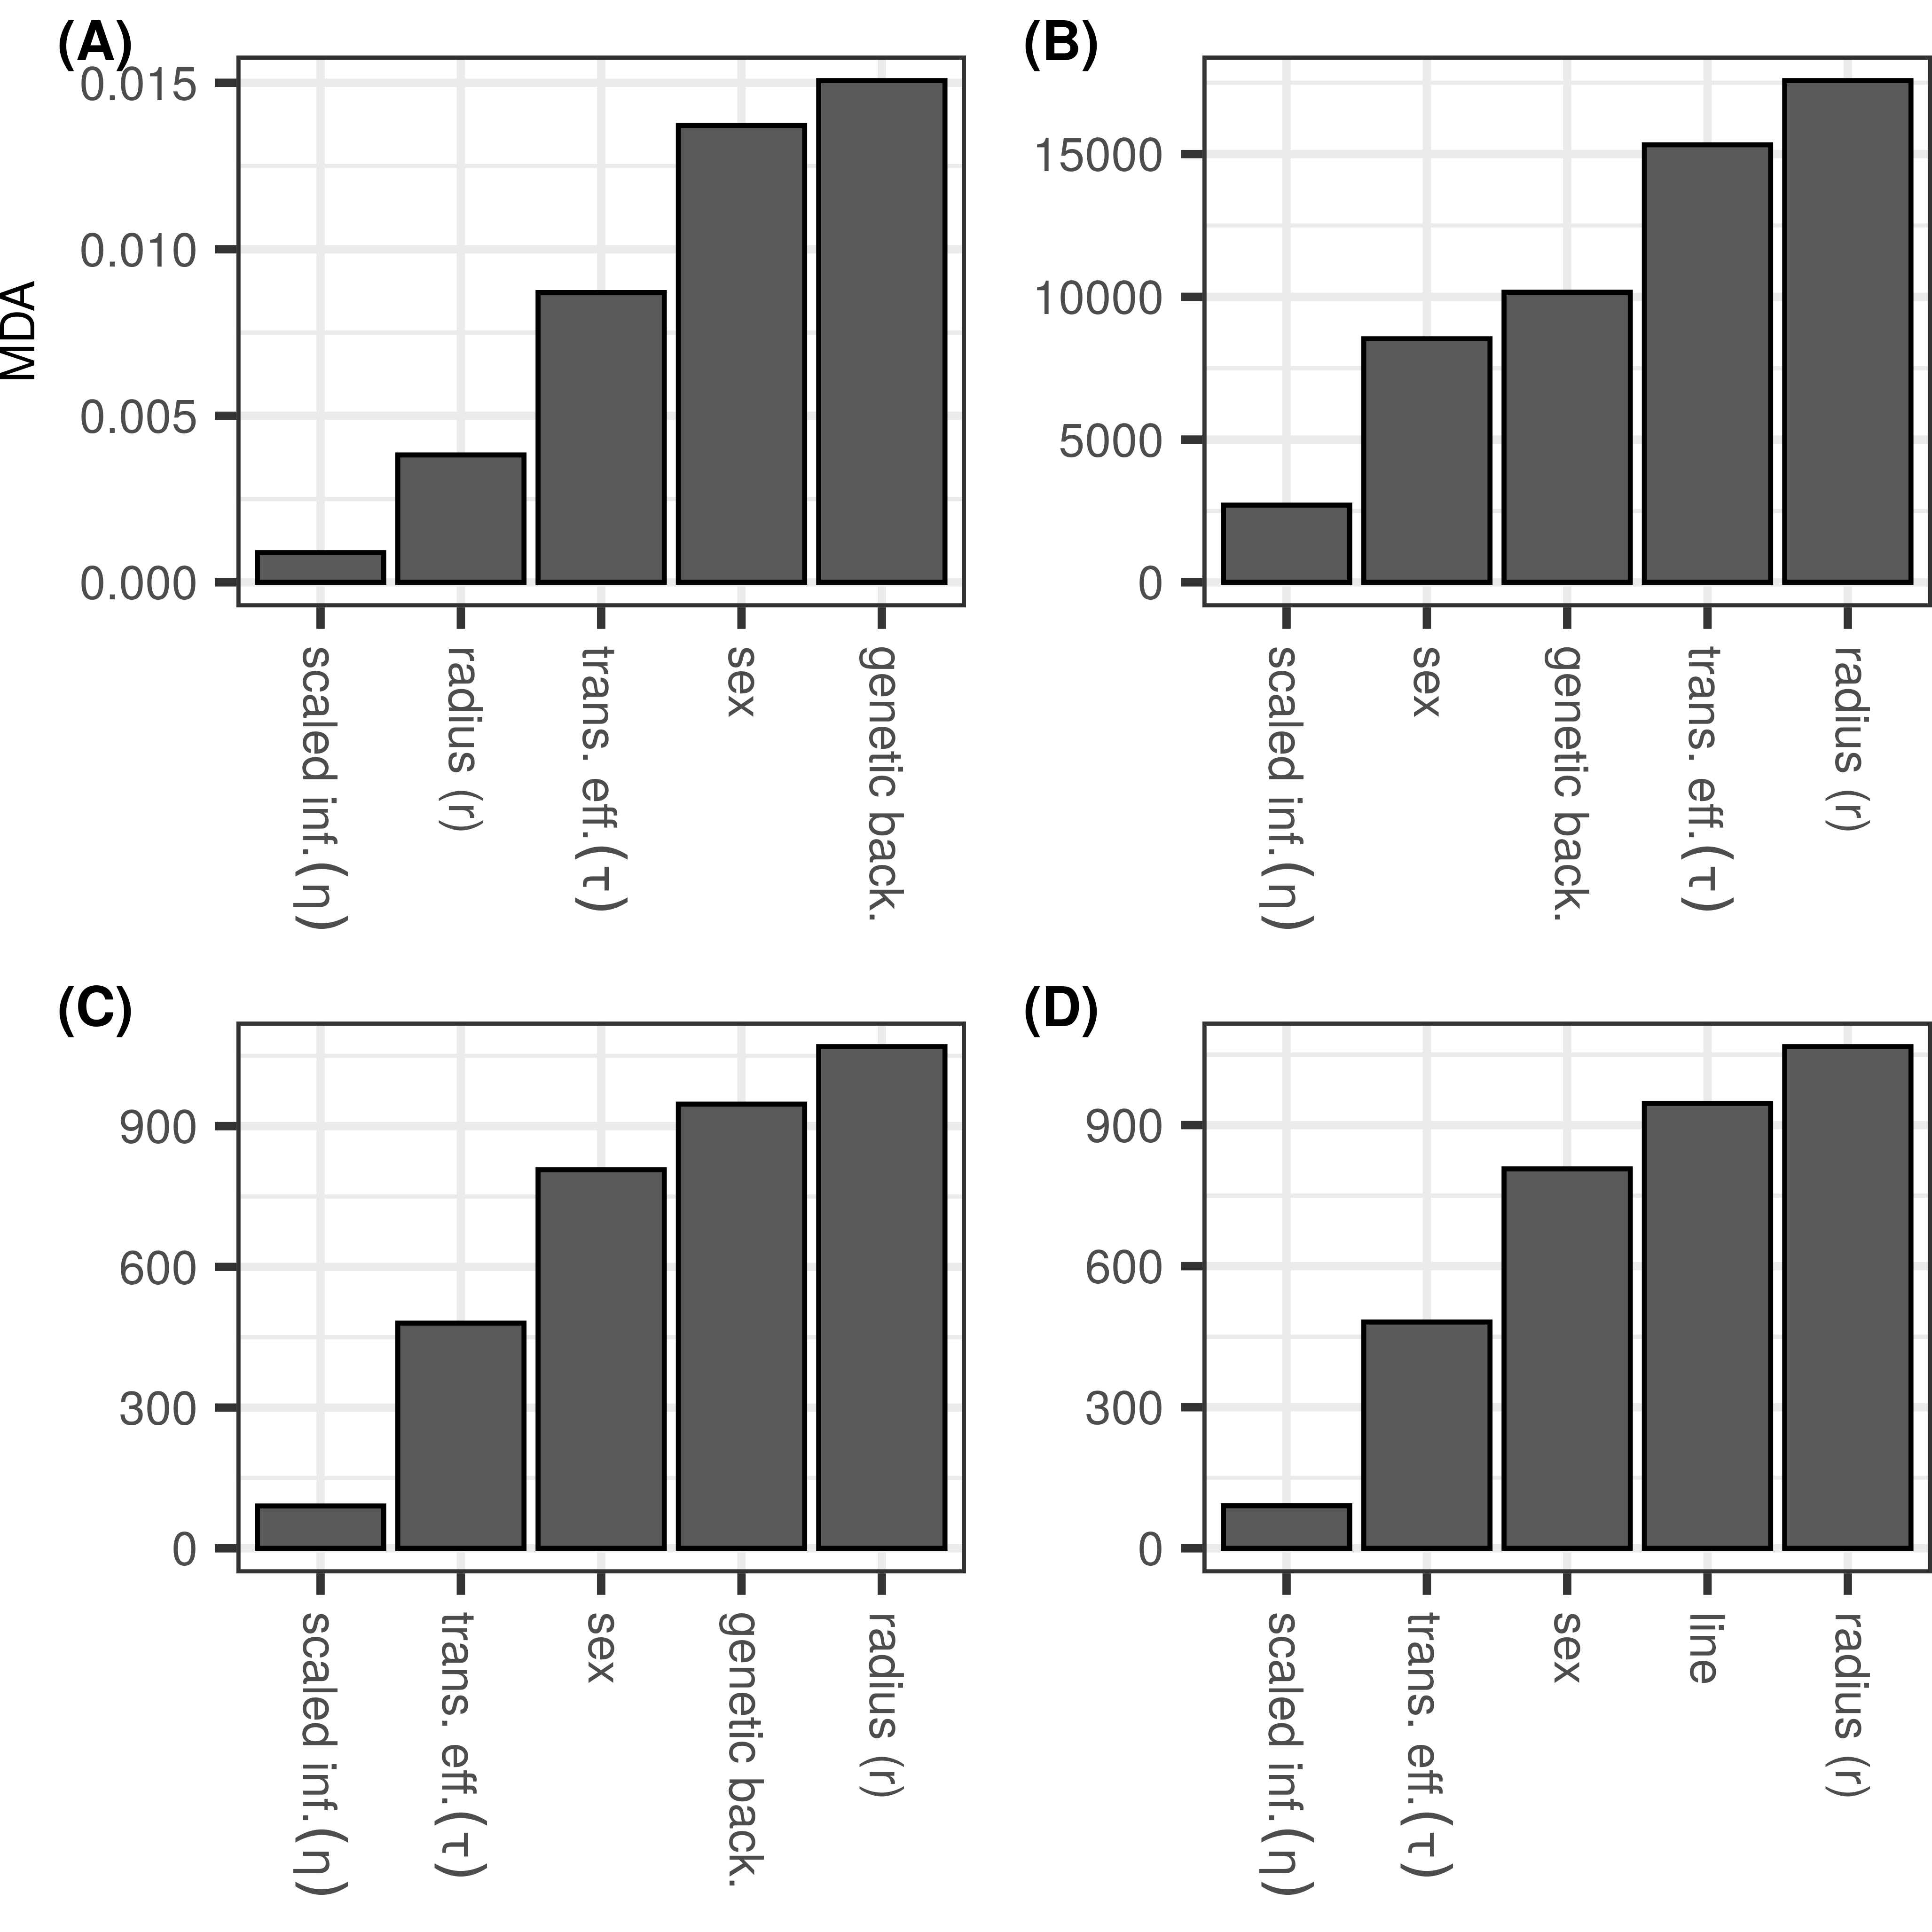 (A)
0.015
0.010
0.005
0.000
MDA
scaled inf.(η)
radius (r)
trans. eff.(τ)
sex
genetic back.
(B)
15000
10000
5000
0
scaled inf.(η)
sex
genetic back.
trans. eff.(τ)
radius (r)
(C)
900
600
300
0
scaled inf.(η)
trans. eff.(τ)
sex
genetic back.
radius (r)
(D)
900
600
300
0
scaled inf.(η)
trans. eff.(τ)
sex
line
radius (r)